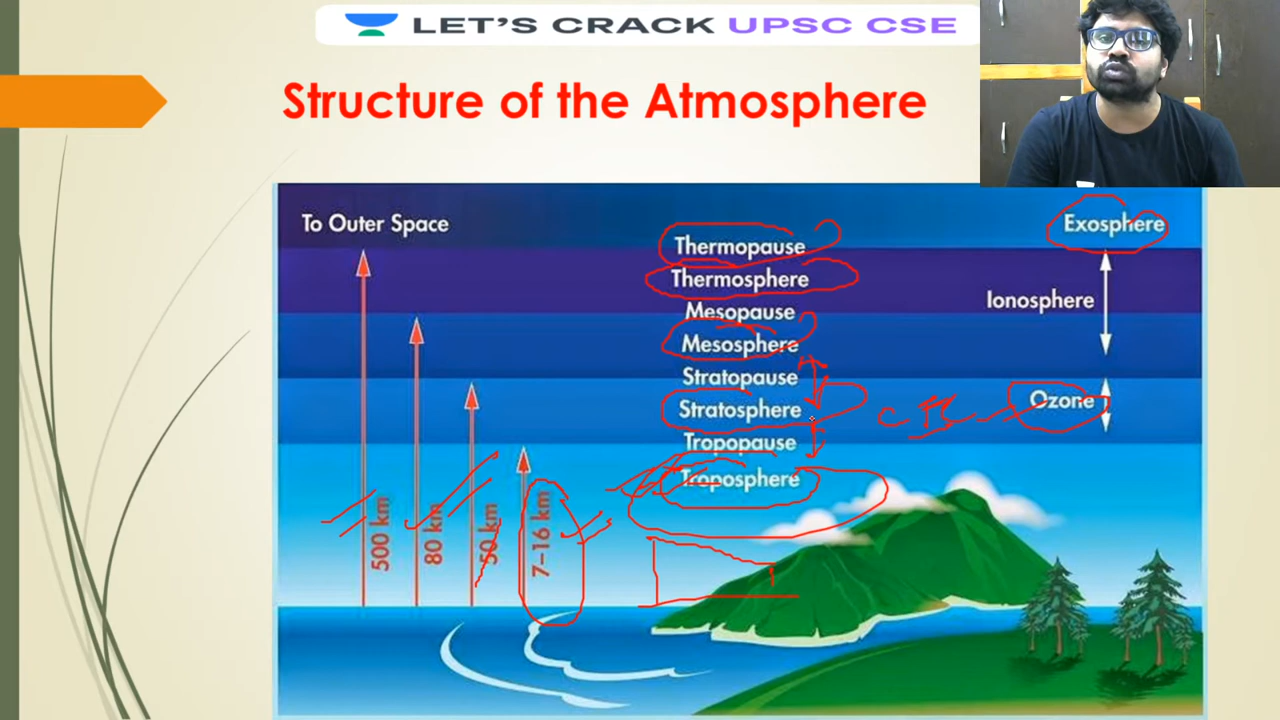 LET'S CRACK UPSC CSE
Structure of the Atmosphere
To Outer Space
Exosphere
Thermopause
Thermosphere
Ionosphere
Mesopause
Mesosphere
Stratopause
Stratosphere
Ozone
Tropopause
Troposphere
500 km
80 km
50 km
7–16 km